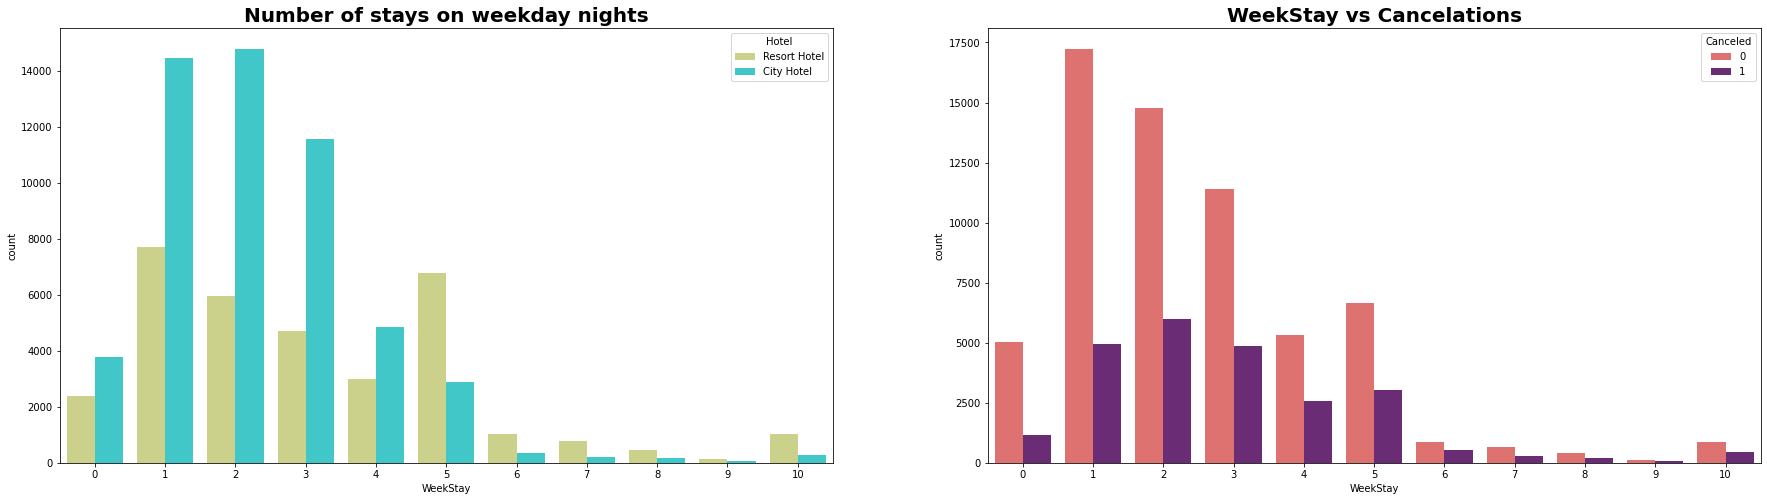 Number of stays on weekday nights
Hotel
Resort Hotel
City Hotel
14000
12000
10000
8000
6000
4000
2000
0
count
0 1 2 3 4 5 6 7 8 9 10
WeekStay
WeekStay vs Cancelations
Canceled
0
1
17500
15000
12500
10000
7500
5000
2500
0
count
0 1 2 3 4 5 6 7 8 9 10
WeekStay